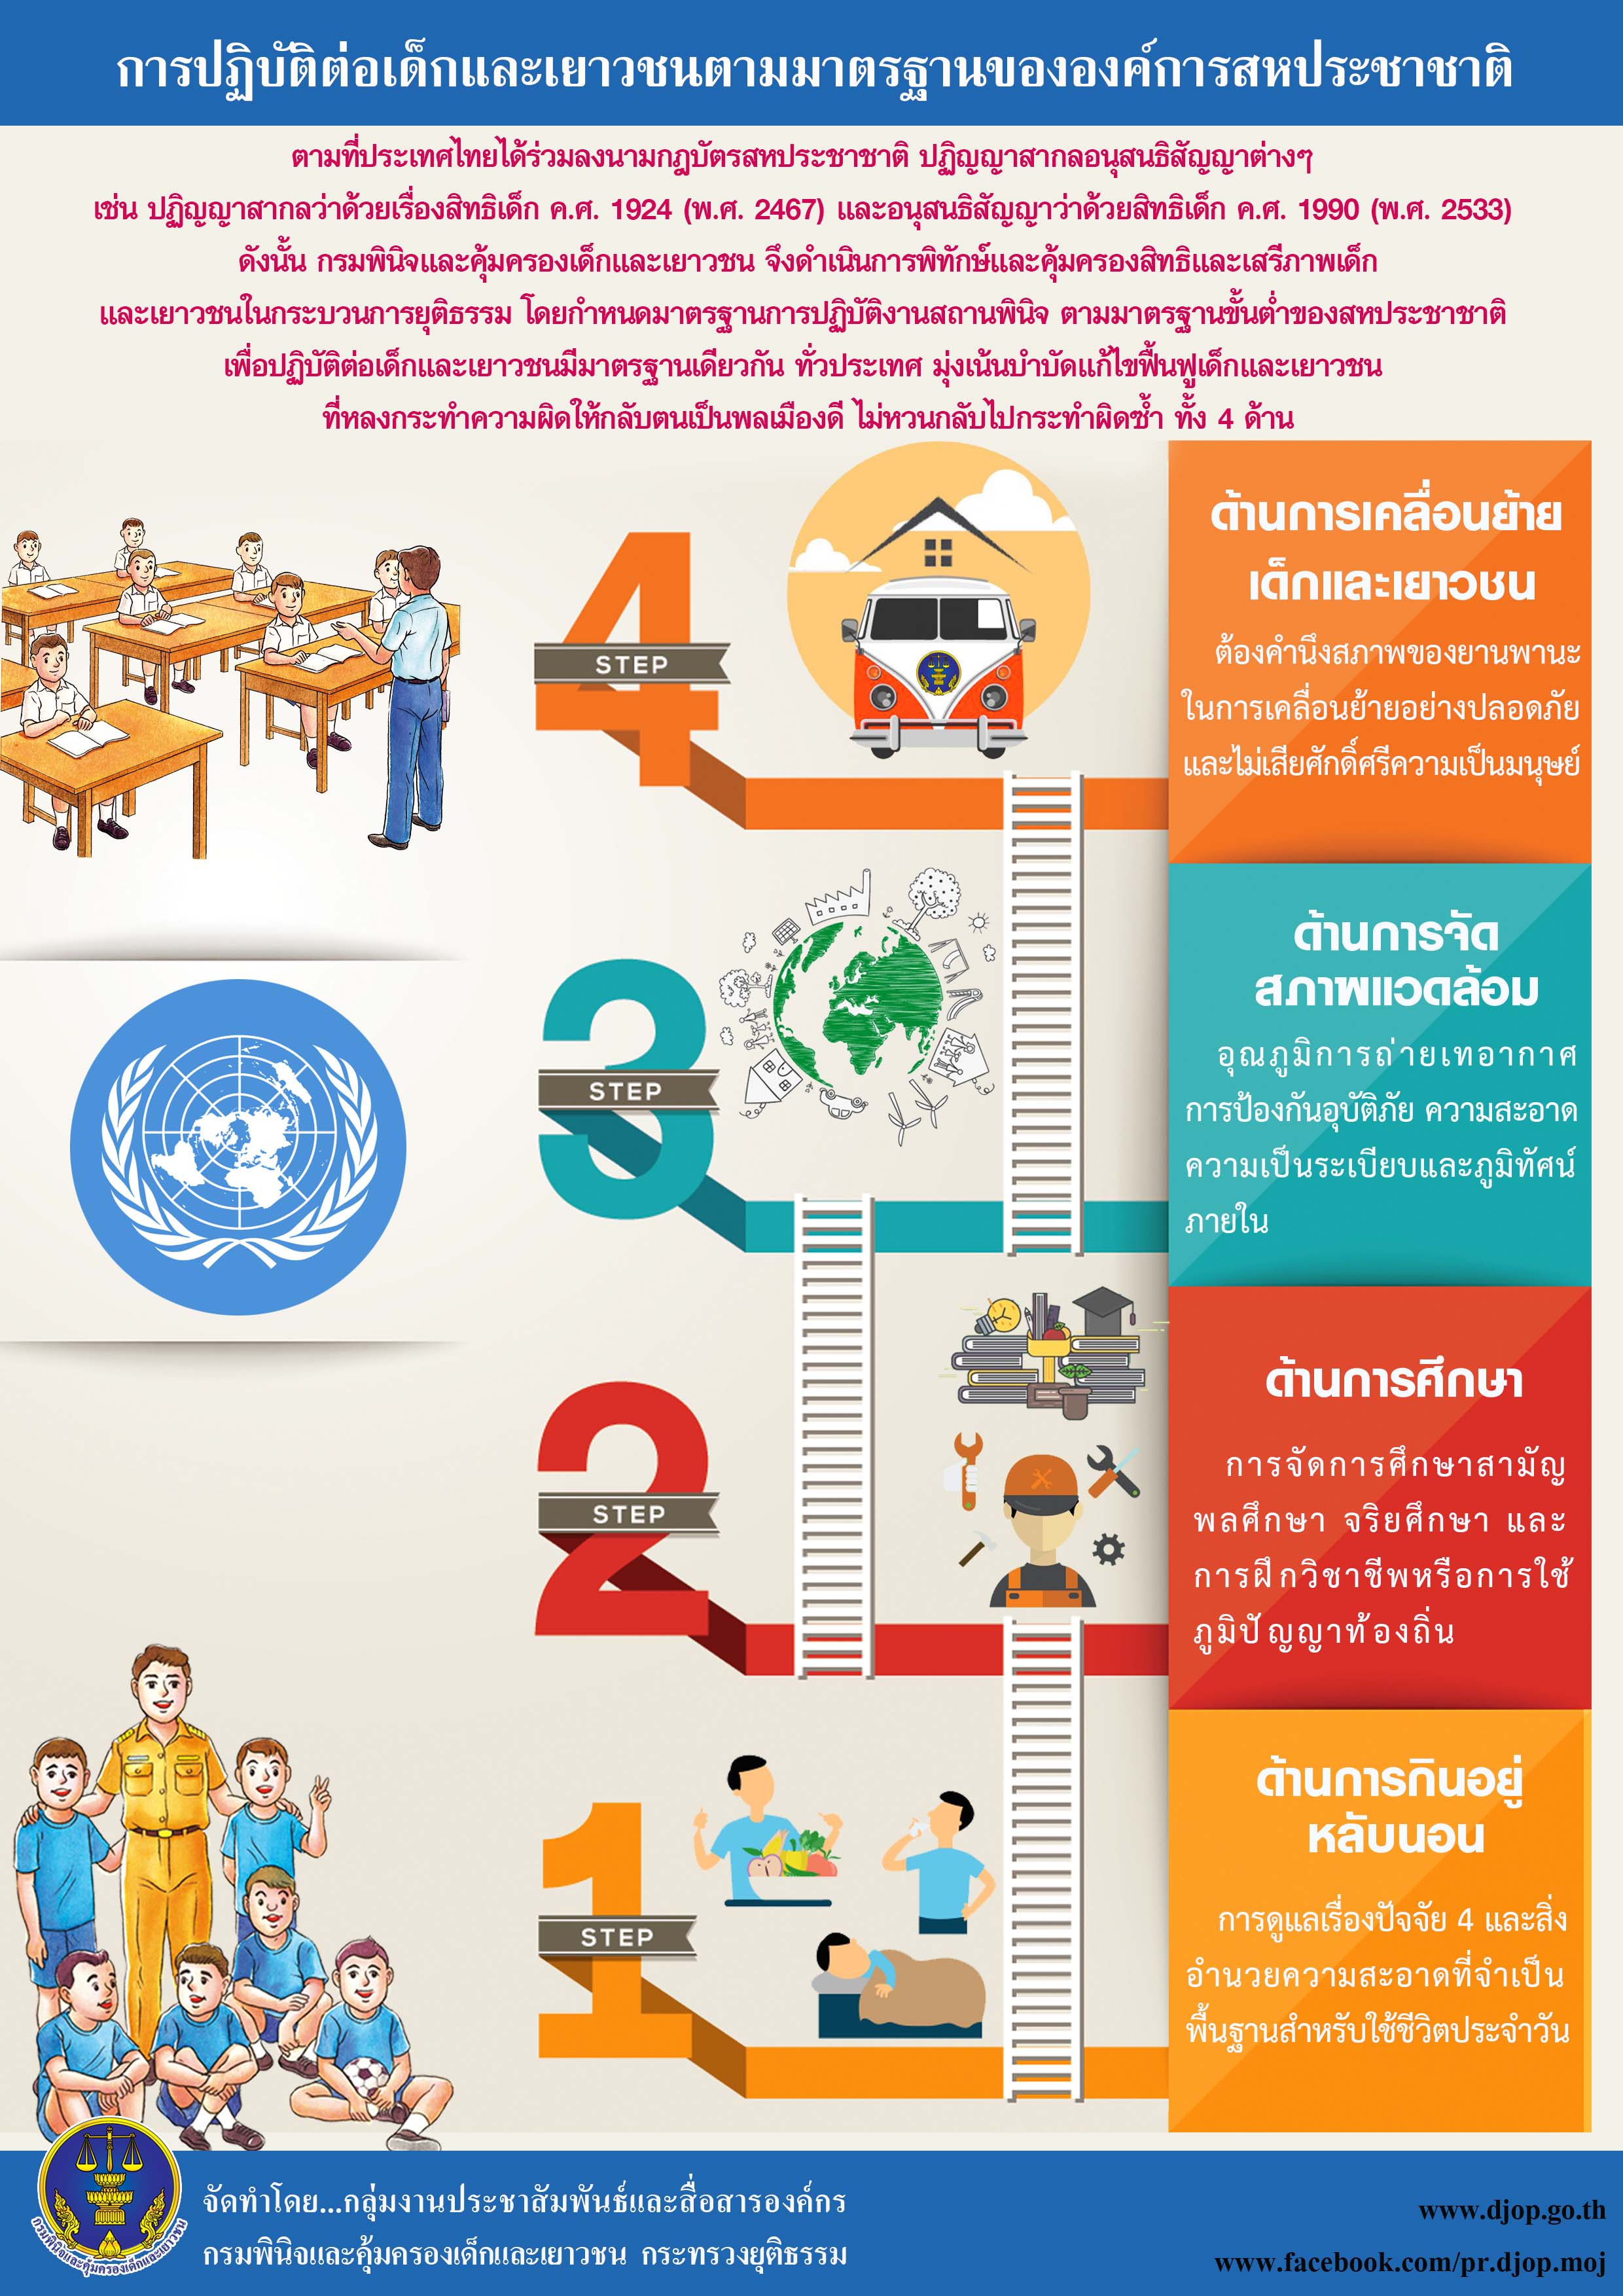 การปฏิบัติต่อเด็กและเยาวชนตามมาตรฐานขององค์การสหประชาชาติ
ตามที่ประเทศไทยได้ร่วมลงนามกฎบัตรสหประชาชาติ ปฏิญญาสากลอนุสนธิสัญญาต่างๆ
เช่น ปฏิญญาสากลว่าด้วยเรื่องสิทธิเด็ก ค.ศ. 1924 (พ.ศ. 2467) และอนุสนธิสัญญาว่าด้วยสิทธิเด็ก ค.ศ. 1990 (พ.ศ. 2533)
ดังนั้น กรมพินิจและคุ้มครองเด็กและเยาวชน จึงดำเนินการพิทักษ์และคุ้มครองสิทธิและเสรีภาพเด็ก
และเยาวชนในกระบวนการยุติธรรม โดยกำหนดมาตรฐานการปฏิบัติงานสถานพินิจ ตามมาตรฐานขั้นต่ำของสหประชาชาติ
เพื่อปฏิบัติต่อเด็กและเยาวชนมีมาตรฐานเดียวกัน ทั่วประเทศ มุ่งเน้นบำบัดแก้ไขฟื้นฟูเด็กและเยาวชน
ที่หลงกระทำความผิดให้กลับตนเป็นพลเมืองดี ไม่หวนกลับไปกระทำผิดซ้ำ ทั้ง 4 ด้าน
4
STEP
ด้านการเคลื่อนย้าย
เด็กและเยาวชน
ต้องคำนึงสภาพของยานพานะ
ในการเคลื่อนย้ายอย่างปลอดภัย
และไม่เสียศักดิ์ศรีความเป็นมนุษย์
3
STEP
ด้านการจัด
สภาพแวดล้อม
อุณภูมิการถ่ายเทอากาศ
การป้องกันอุบัติภัย ความสะอาด
ความเป็นระเบียบและภูมิทัศน์
ภายใน
2
STEP
ด้านการศึกษา
การจัดการศึกษาสามัญ
พลศึกษา จริยศึกษา และ
การฝึกวิชาชีพหรือการใช้
ภูมิปัญญาท้องถิ่น
1
STEP
ด้านการกินอยู่
หลับนอน
การดูแลเรื่องปัจจัย 4 และสิ่ง
อำนวยความสะอาดที่จำเป็น
พื้นฐานสำหรับใช้ชีวิตประจำวัน
กรมพินิจและคุ้มครองเด็กและเยาวชน
จัดทำโดย...กลุ่มงานประชาสัมพันธ์และสื่อสารองค์กร
กรมพินิจและคุ้มครองเด็กและเยาวชน กระทรวงยุติธรรม
www.djop.go.th
www.facebook.com/pr.djop.moj